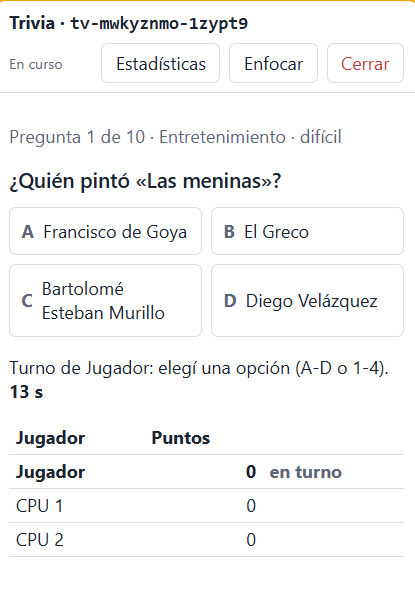 Trivia · tv-mwkyznmo-1zypt9
En curso
Estadísticas
Enfocar
Cerrar
Pregunta 1 de 10 · Entretenimiento · difícil
¿Quién pintó «Las meninas»?
A Francisco de Goya
B El Greco
C Bartolomé
Esteban Murillo
D Diego Velázquez
Turno de Jugador: elegí una opción (A-D o 1-4).
13 s
Jugador Puntos
Jugador 0 en turno
CPU 1 0
CPU 2 0